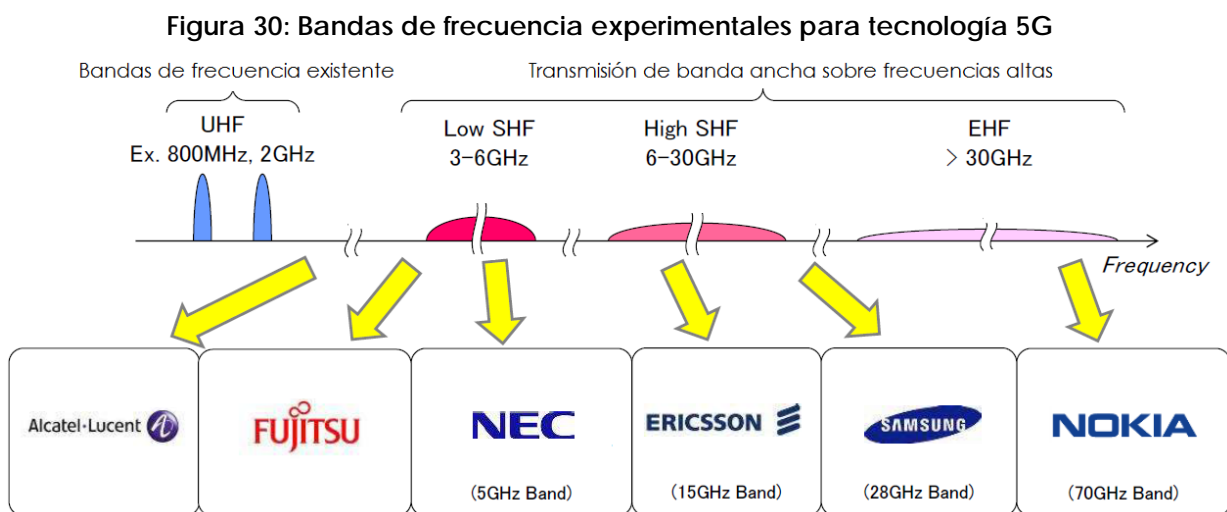 Figura 30: Bandas de frecuencia experimentales para tecnología 5G
Bandas de frecuencia existente
Transmisión de banda ancha sobre frecuencias altas
UHF
Ex. 800MHz, 2GHz
Low SHF
3-6GHz
High SHF
6-30GHz
EHF
> 30GHz
Frequency
Alcatel·Lucent
FUJITSU
NEC
(5GHz Band)
ERICSSON
(15GHz Band)
SAMSUNG
(28GHz Band)
NOKIA
(70GHz Band)